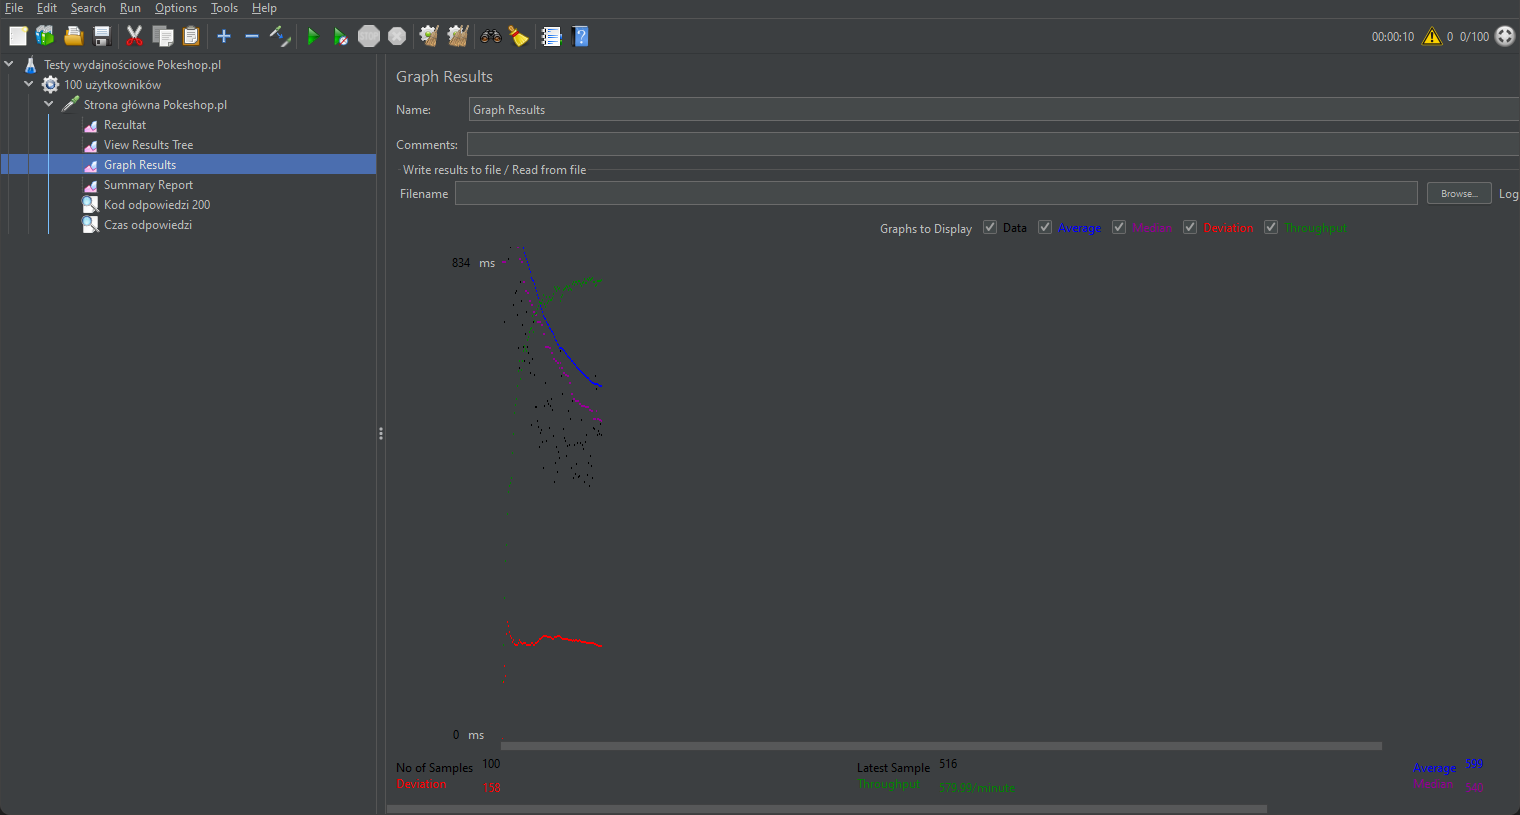 File Edit Search Run Options Tools Help
00:00:10 0 0/100
Testy wydajnościowe Pokeshop.pl
100 użytkowników
Strona główna Pokeshop.pl
Rezultat
View Results Tree
Graph Results
Summary Report
Kod odpowiedzi 200
Czas odpowiedzi
Graph Results
Name: Graph Results
Comments:
Write results to file / Read from file
Filename Browse... Log
Graphs to Display Data Average Median Deviation Throughput
834 ms
0 ms
No of Samples 100 Latest Sample 516 Average 599
Deviation 158 Throughput 579.99/minute Median